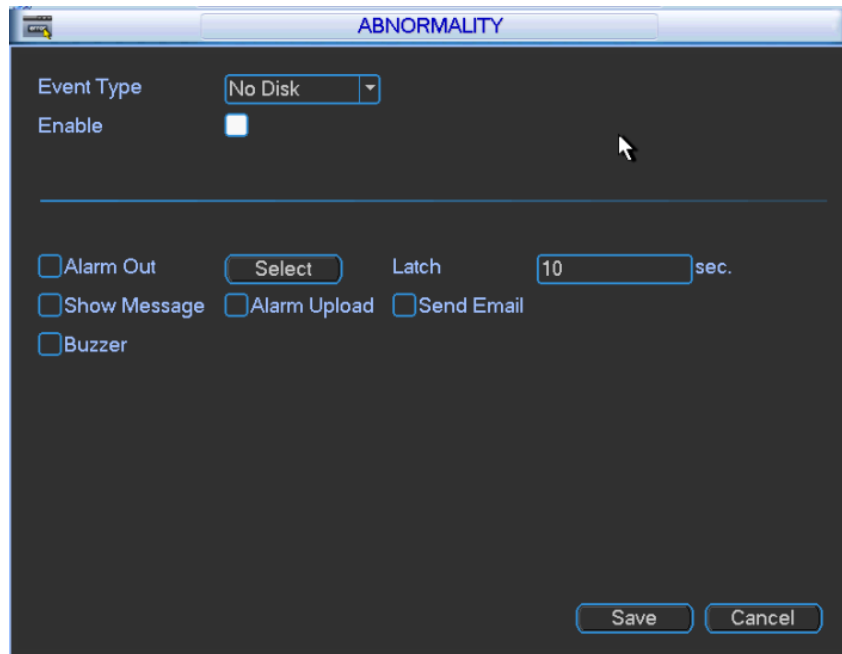 ABNORMALITY
Event Type No Disk
Enable
Alarm Out Select Latch 10 sec.
Show Message Alarm Upload Send Email
Buzzer
Save Cancel